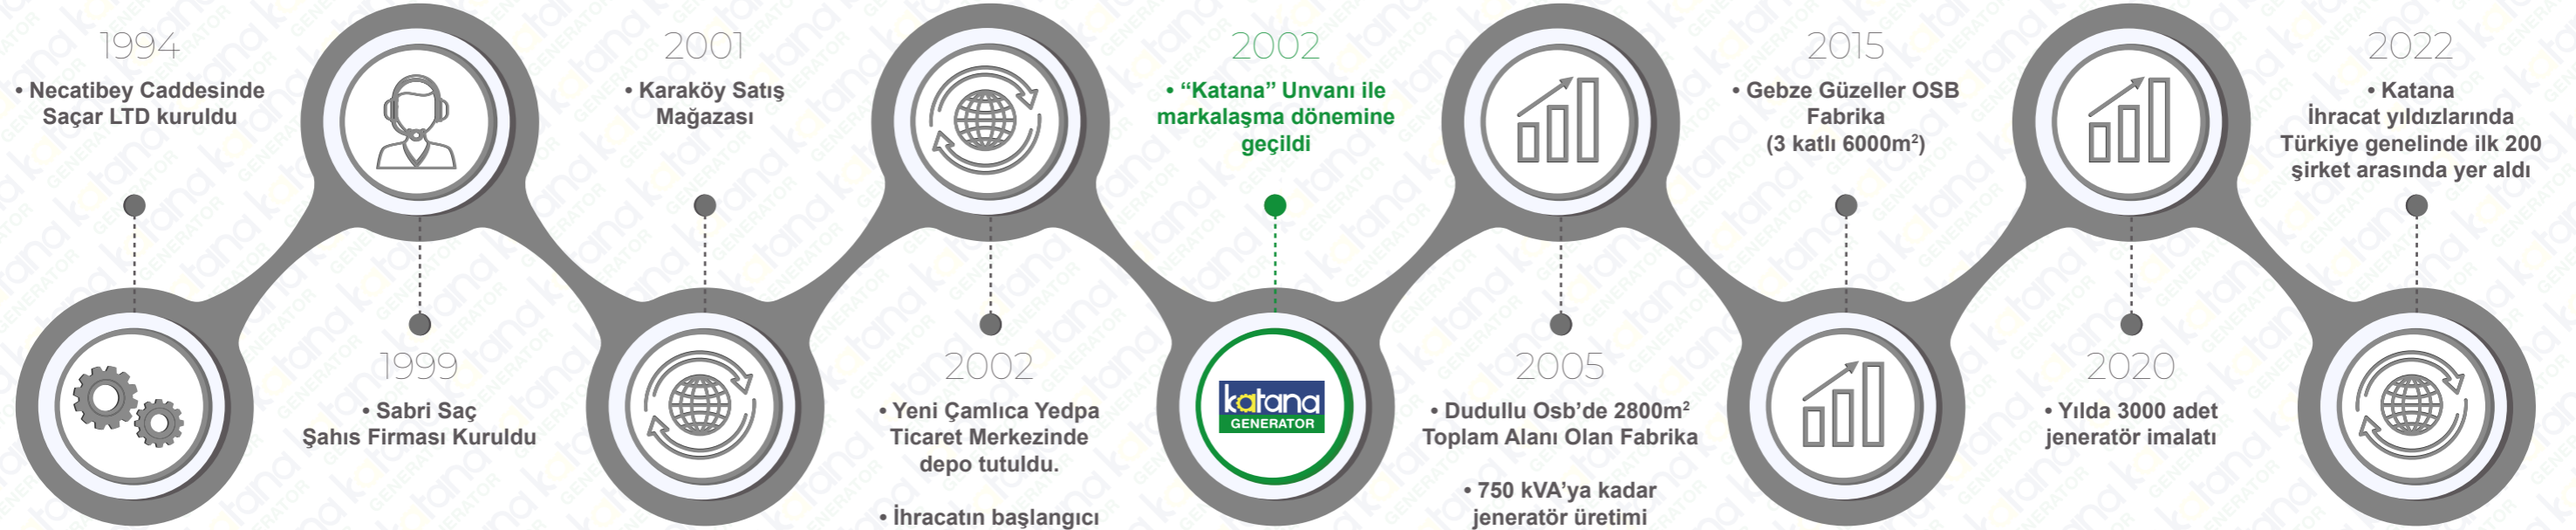 1994
• Necatibey Caddesinde
Saçar LTD kuruldu
1999
• Sabri Saç
Şahıs Firması Kuruldu
2001
• Karaköy Satış
Mağazası
2002
• Yeni Çamlıca Yedpa
Ticaret Merkezinde
depo tutuldu.
• İhracatın başlangıcı
2002
• “Katana” Unvanı ile
markalaşma dönemine
geçildi
katana
GENERATOR
2005
• Dudullu Osb’de 2800m²
Toplam Alanı Olan Fabrika
• 750 kVA’ya kadar
jeneratör üretimi
2015
• Gebze Güzeller OSB
Fabrika
(3 katlı 6000m²)
2020
• Yılda 3000 adet
jeneratör imalatı
2022
• Katana
İhracat yıldızlarında
Türkiye genelinde ilk 200
şirket arasında yer aldı